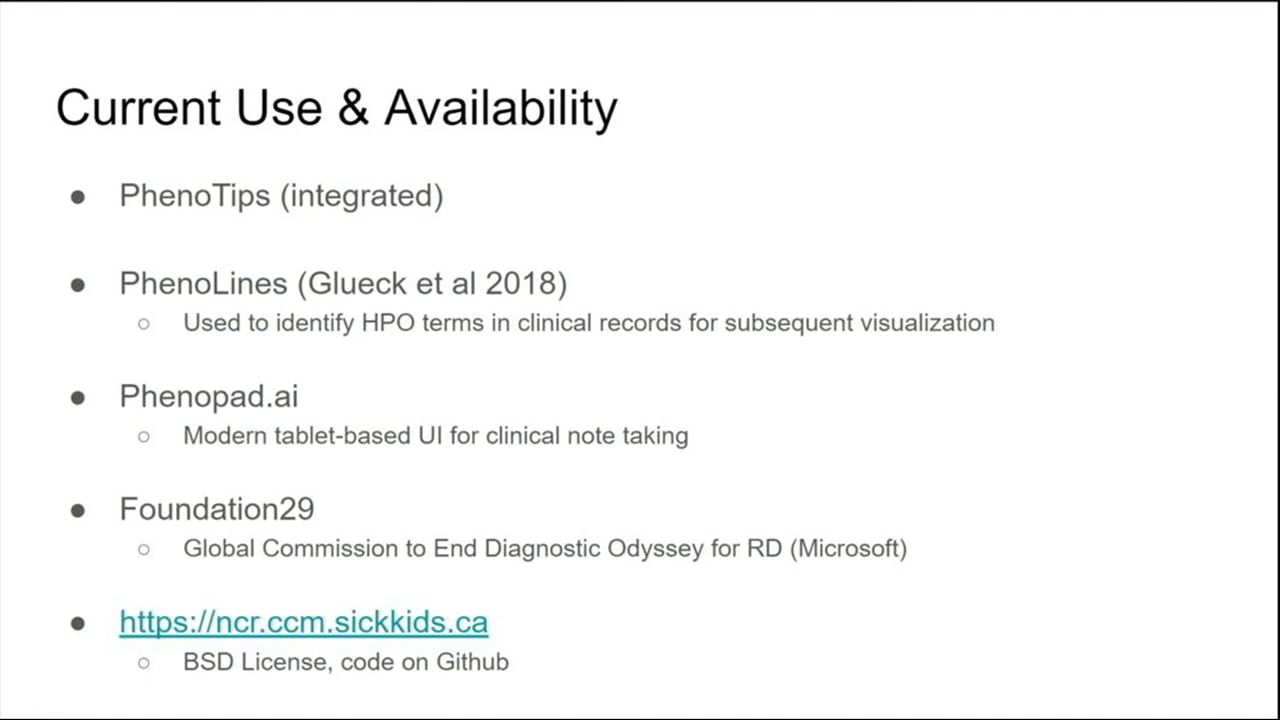 Current Use & Availability
● PhenoTips (integrated)
● PhenoLines (Glueck et al 2018)
○ Used to identify HPO terms in clinical records for subsequent visualization
● Phenopad.ai
○ Modern tablet-based UI for clinical note taking
● Foundation29
○ Global Commission to End Diagnostic Odyssey for RD (Microsoft)
● https://ncr.ccm.sickkids.ca
○ BSD License, code on Github